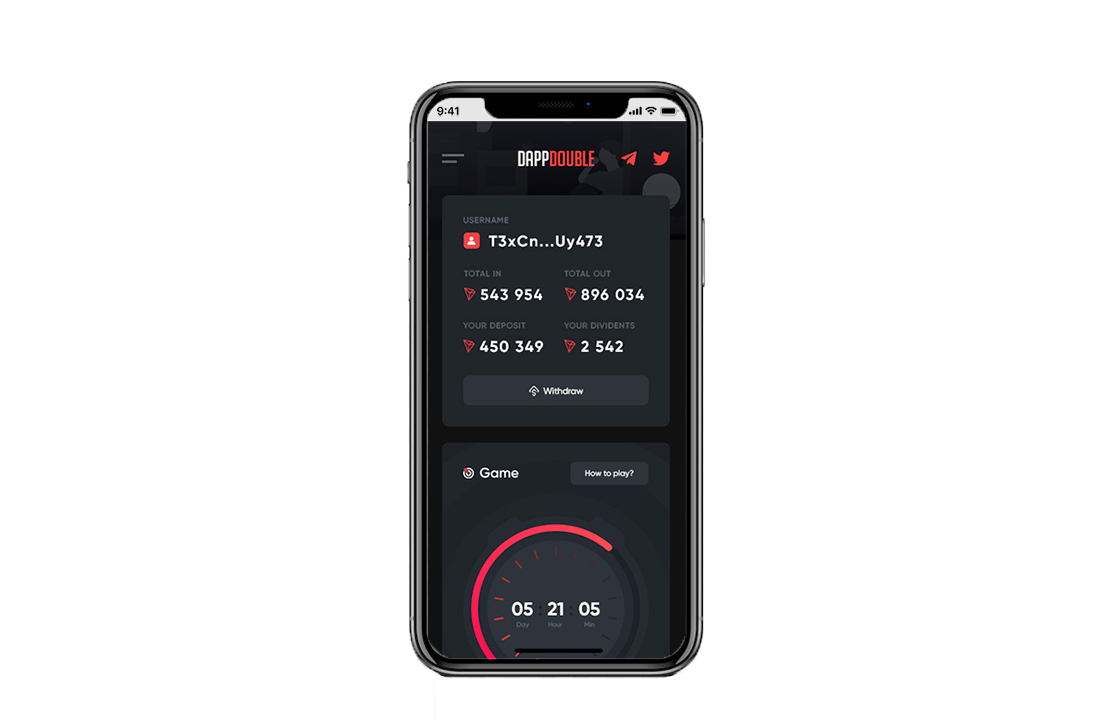 9:41
DAPPDOUBLE
USERNAME
T3xCn...Uy473
TOTAL IN TOTAL OUT
543 954 896 034
YOUR DEPOSIT YOUR DIVIDENTS
450 349 2 542
Withdraw
Game How to play?
05 : 21 : 05
Day Hour Min